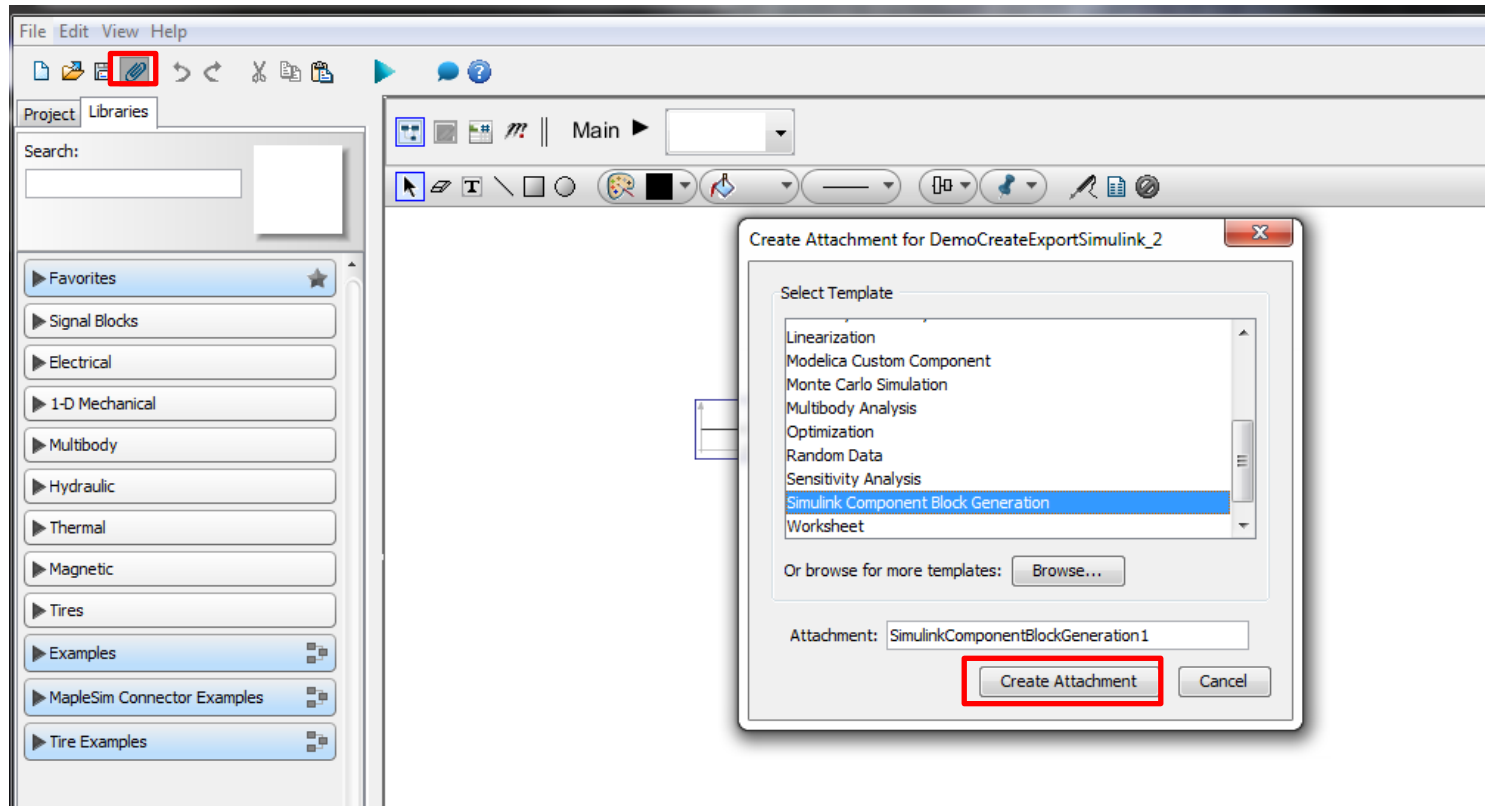 File Edit View Help
Project Libraries
Search:
Main
Favorites
Signal Blocks
Electrical
1-D Mechanical
Multibody
Hydraulic
Thermal
Magnetic
Tires
Examples
MapleSim Connector Examples
Tire Examples
Create Attachment for DemoCreateExportSimulink_2
Select Template
Linearization
Modelica Custom Component
Monte Carlo Simulation
Multibody Analysis
Optimization
Random Data
Sensitivity Analysis
Simulink Component Block Generation
Worksheet
Or browse for more templates: Browse...
Attachment: SimulinkComponentBlockGeneration1
Create Attachment Cancel